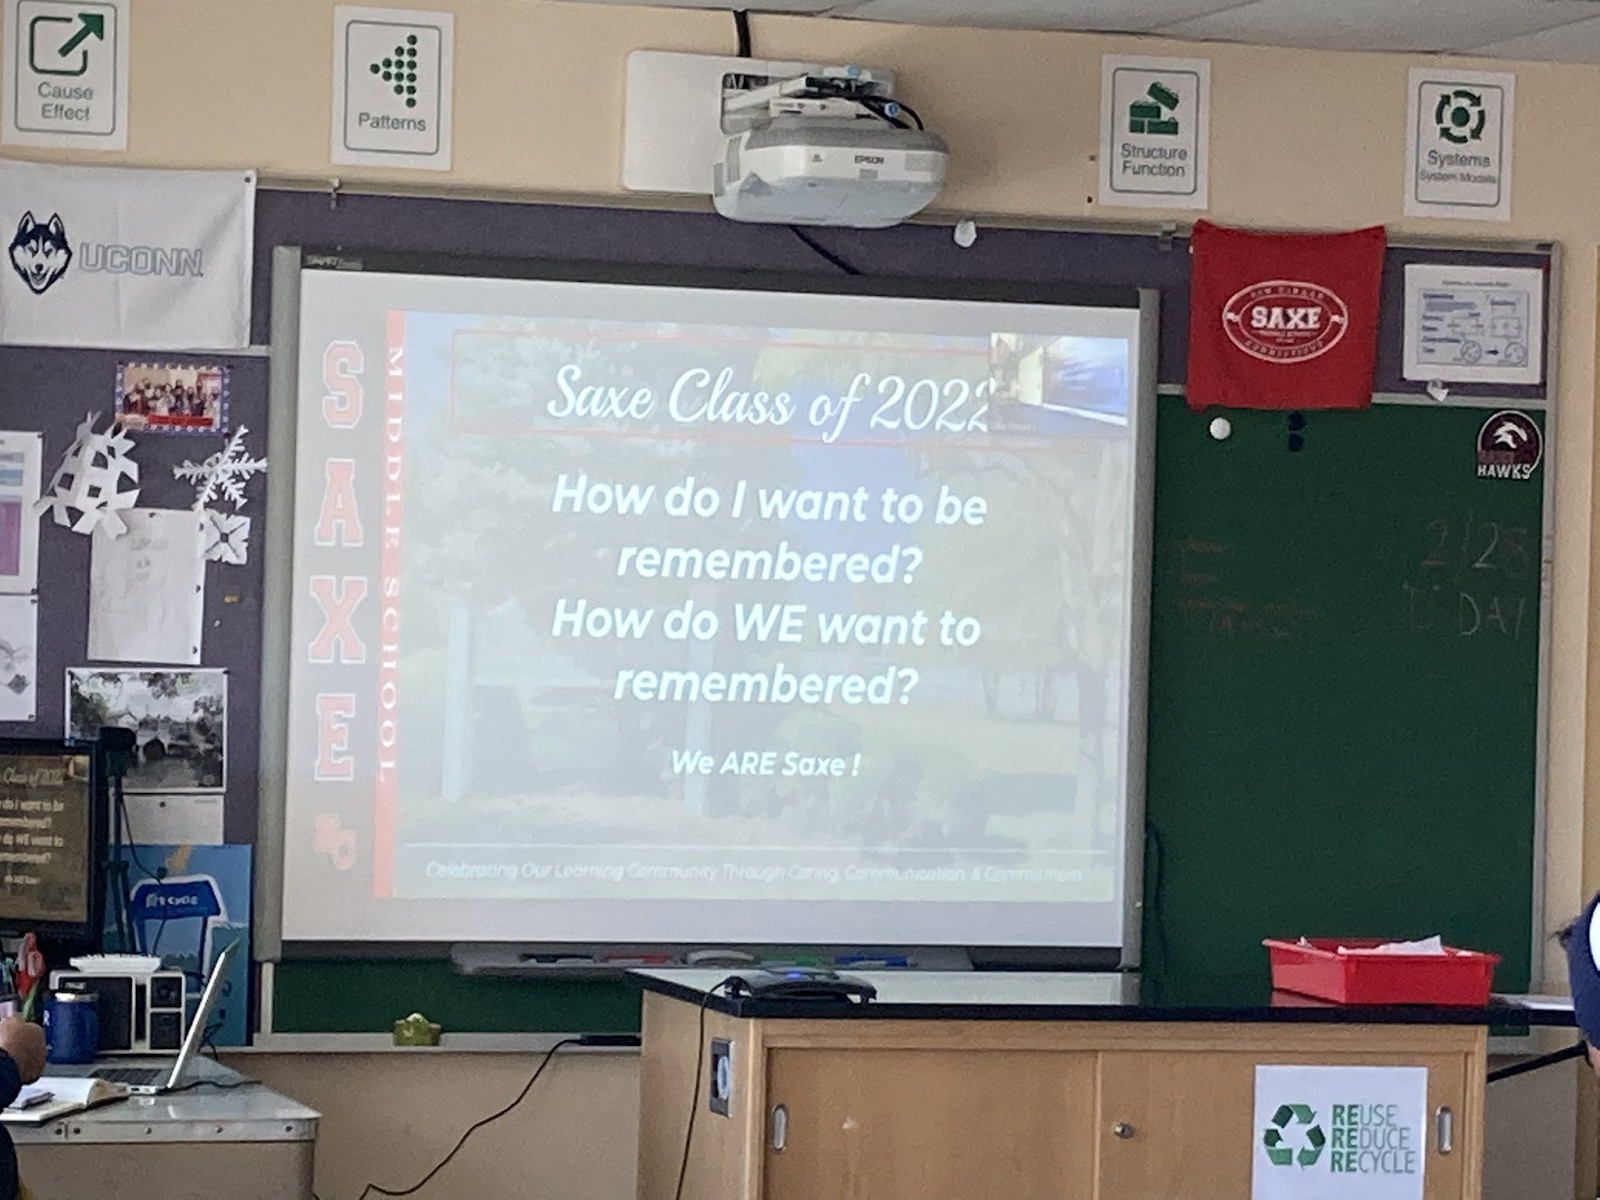 Cause
Effect
Patterns
EPSON
Structure
Function
Systems
System Models
UCONN
SAXE
MIDDLE SCHOOL
Saxe Class of 2022
How do I want to be
remembered?
How do WE want to
remembered?
We ARE Saxe !
Celebrating Our Learning Community Through Caring, Communication, & Commitment
SAXE
HAWKS
2/28
DAY
REUSE
REDUCE
RECYCLE